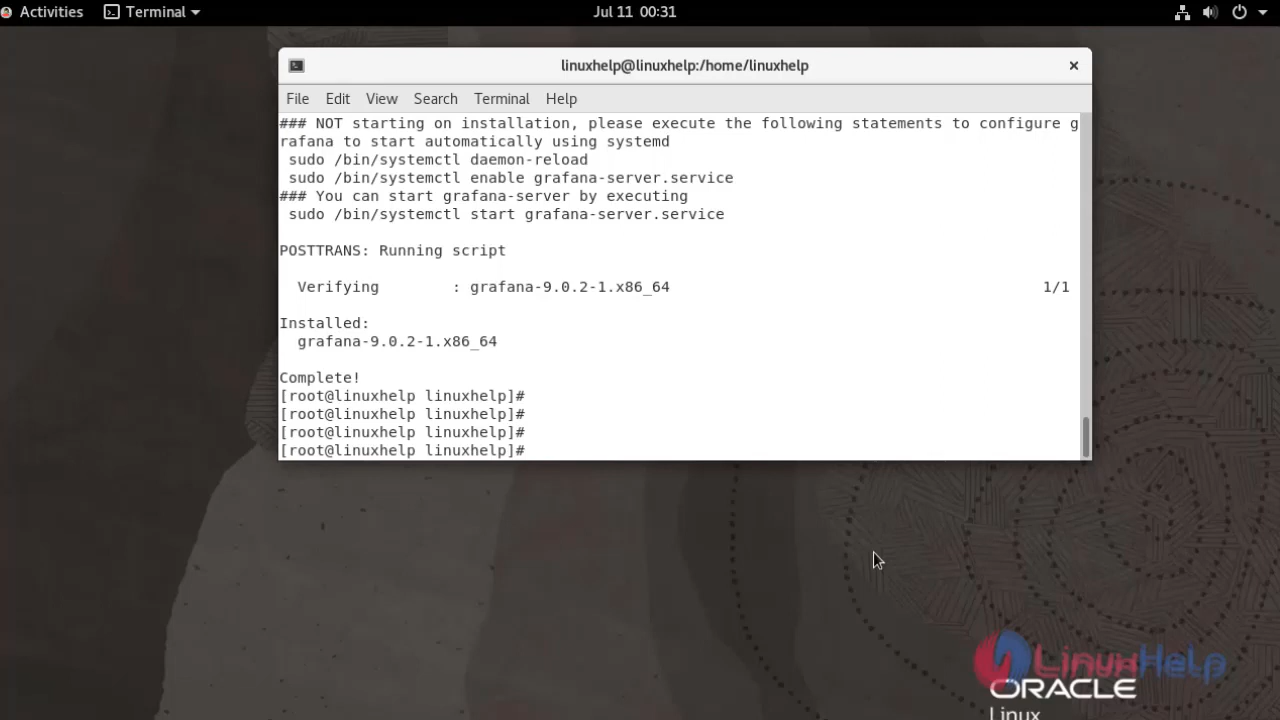 Activities Terminal Jul 11 00:31
linuxhelp@linuxhelp:/home/linuxhelp
File Edit View Search Terminal Help
### NOT starting on installation, please execute the following statements to configure g
rafana to start automatically using systemd
 sudo /bin/systemctl daemon-reload
 sudo /bin/systemctl enable grafana-server.service
### You can start grafana-server by executing
 sudo /bin/systemctl start grafana-server.service
POSTTRANS: Running script
  Verifying        : grafana-9.0.2-1.x86_64                                         1/1
Installed:
  grafana-9.0.2-1.x86_64
Complete!
[root@linuxhelp linuxhelp]#
[root@linuxhelp linuxhelp]#
[root@linuxhelp linuxhelp]#
[root@linuxhelp linuxhelp]#
LinuxHelp
ORACLE
Linux